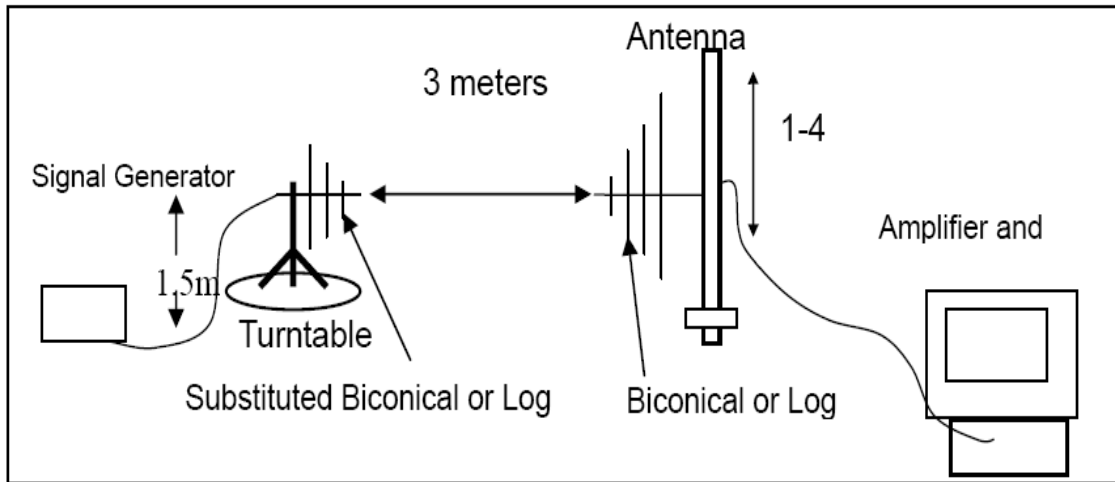 Antenna
3 meters
1-4
Signal Generator
Amplifier and
1.5m
Turntable
Substituted Biconical or Log
Biconical or Log